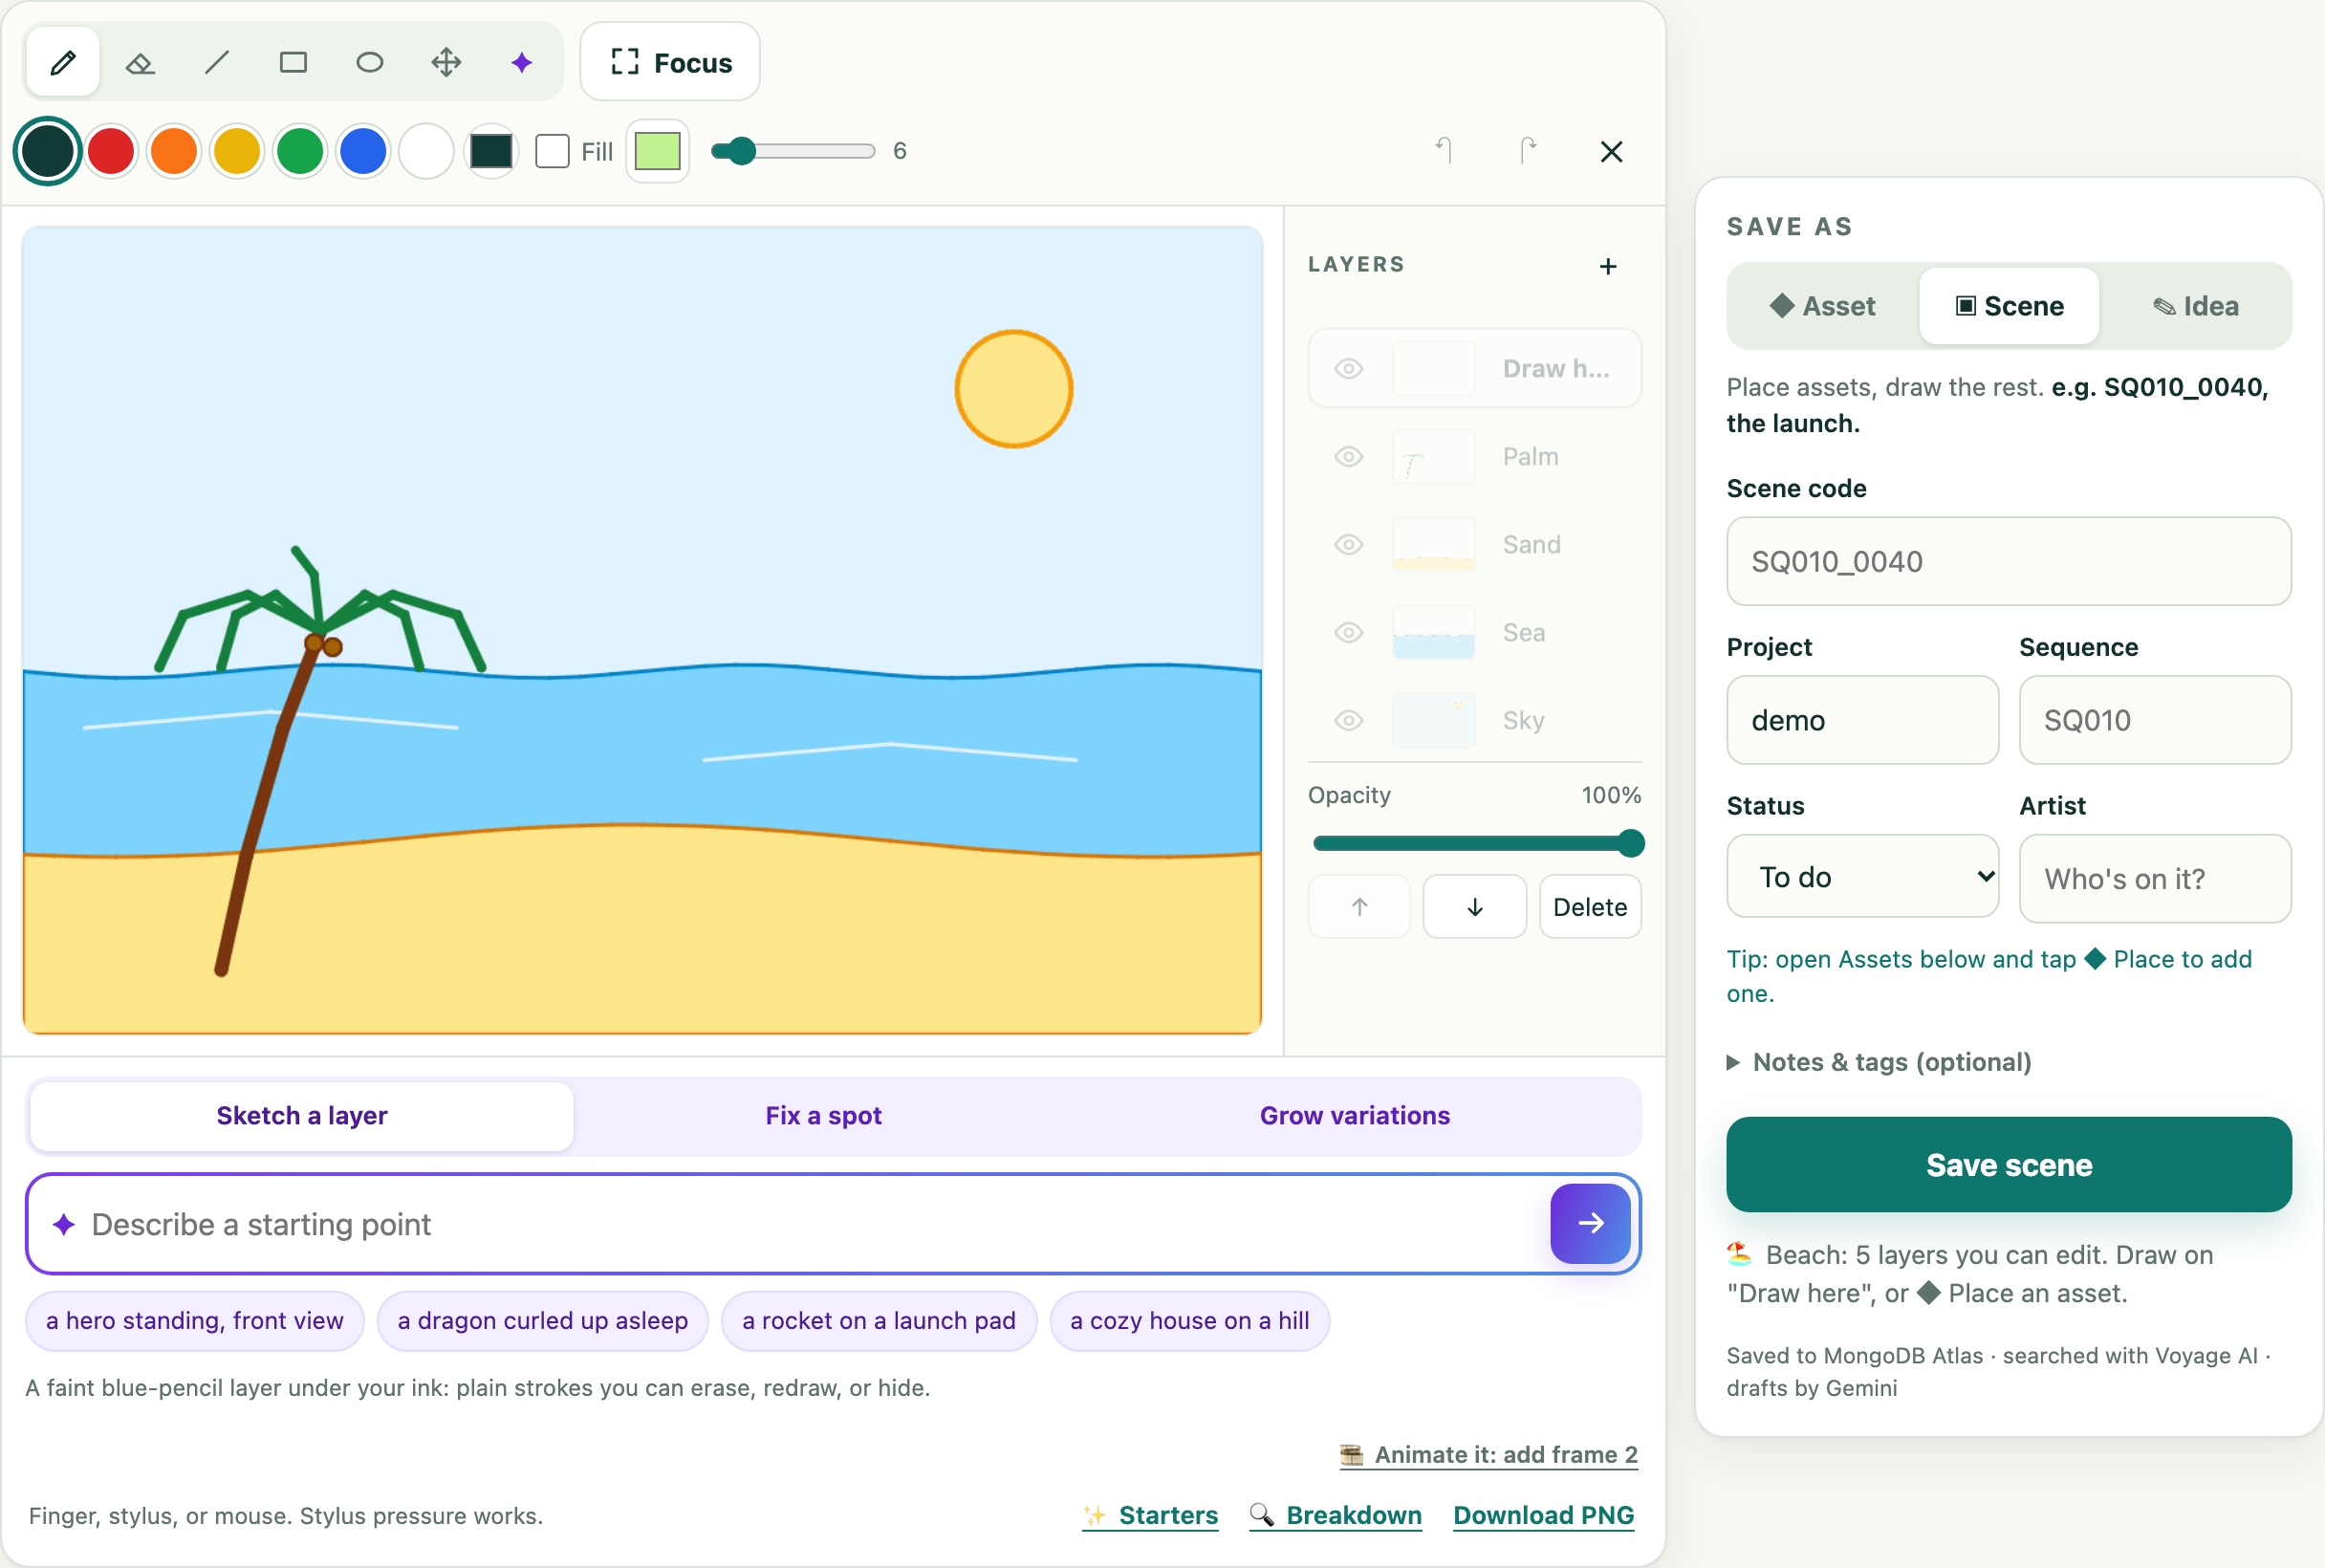 Focus
Fill
6
LAYERS
+
Draw h...
Palm
Sand
Sea
Sky
Opacity 100%
↑ ↓ Delete
Sketch a layer Fix a spot Grow variations
Describe a starting point
a hero standing, front view a dragon curled up asleep a rocket on a launch pad a cozy house on a hill
A faint blue-pencil layer under your ink: plain strokes you can erase, redraw, or hide.
Animate it: add frame 2
Finger, stylus, or mouse. Stylus pressure works.
Starters Breakdown Download PNG
SAVE AS
Asset Scene Idea
Place assets, draw the rest. e.g. SQ010_0040,
the launch.
Scene code
SQ010_0040
Project Sequence
demo SQ010
Status Artist
To do Who's on it?
Tip: open Assets below and tap ◆ Place to add
one.
Notes & tags (optional)
Save scene
🏖️ Beach: 5 layers you can edit. Draw on
"Draw here", or ◆ Place an asset.
Saved to MongoDB Atlas · searched with Voyage AI ·
drafts by Gemini